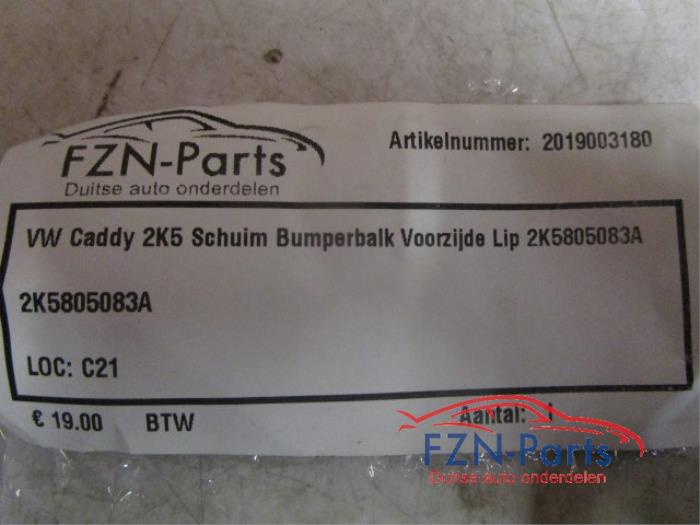 FZN-Parts
Duitse auto onderdelen
Artikelnummer: 2019003180
VW Caddy 2K5 Schuim Bumperbalk Voorzijde Lip 2K5805083A
2K5805083A
LOC: C21
€ 19.00 BTW
Aantal: 1
FZN-Parts
Duitse auto onderdelen